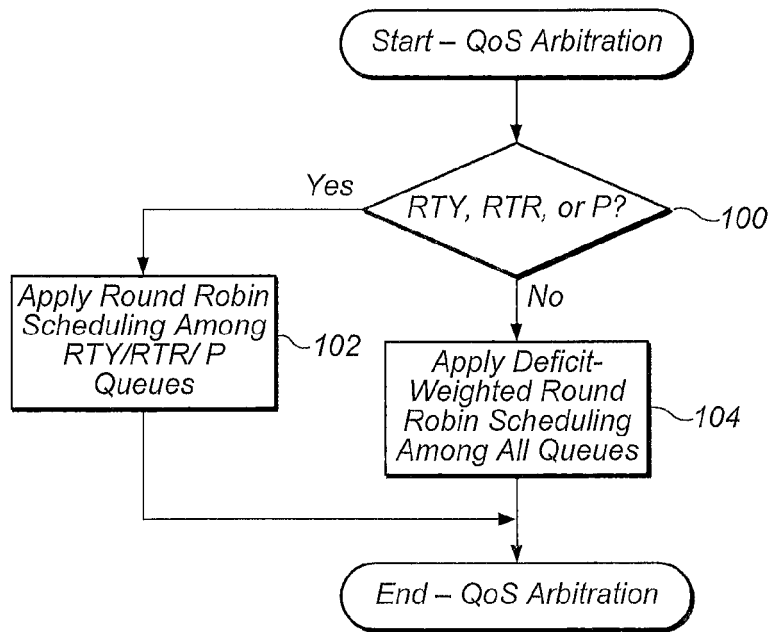 Start – QoS Arbitration
Yes
RTY, RTR, or P?
100
No
Apply Round Robin
Scheduling Among
RTY/RTR/ P
Queues
102
Apply Deficit-
Weighted Round
Robin Scheduling
Among All Queues
104
End – QoS Arbitration